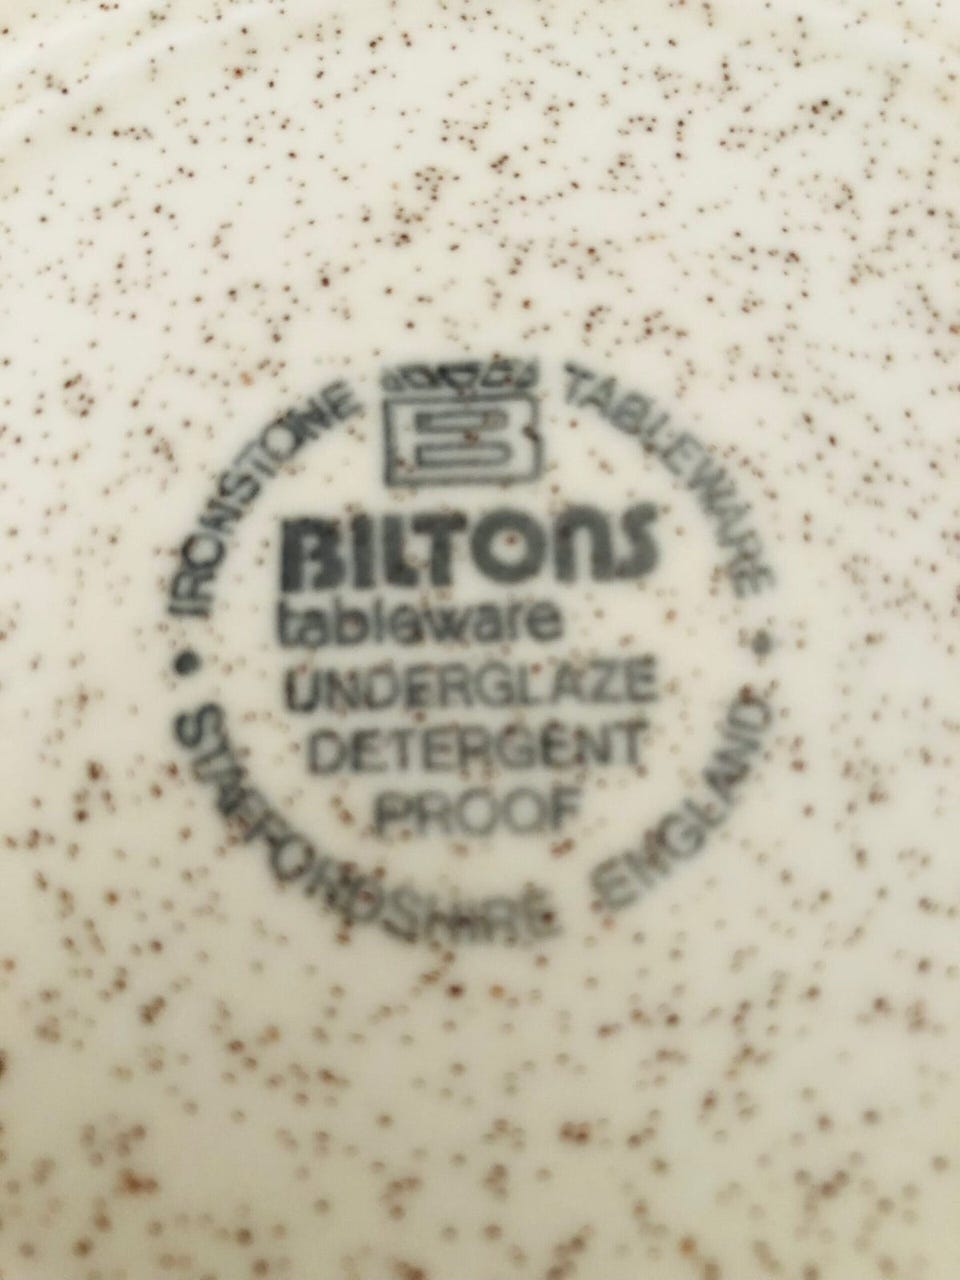 IRONSTONE TABLEWARE
B
BILTONS
tableware
UNDERGLAZE
DETERGENT
PROOF
STAFFORDSHIRE ENGLAND